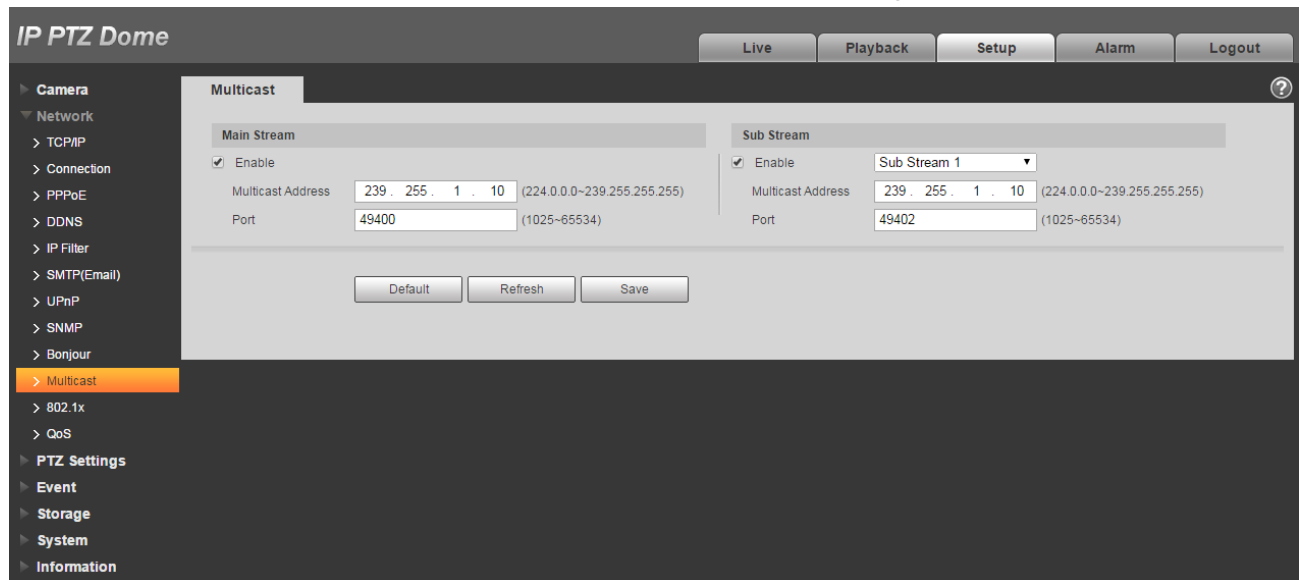 IP PTZ Dome
Live Playback Setup Alarm Logout
Camera
Network
> TCP/IP
> Connection
> PPPoE
> DDNS
> IP Filter
> SMTP(Email)
> UPnP
> SNMP
> Bonjour
> Multicast
> 802.1x
> QoS
PTZ Settings
Event
Storage
System
Information
Multicast
?
Main Stream
Enable
Multicast Address 239 . 255 . 1 . 10 (224.0.0.0~239.255.255.255)
Port 49400 (1025~65534)
Sub Stream
Enable Sub Stream 1
Multicast Address 239 . 255 . 1 . 10 (224.0.0.0~239.255.255.255)
Port 49402 (1025~65534)
Default Refresh Save